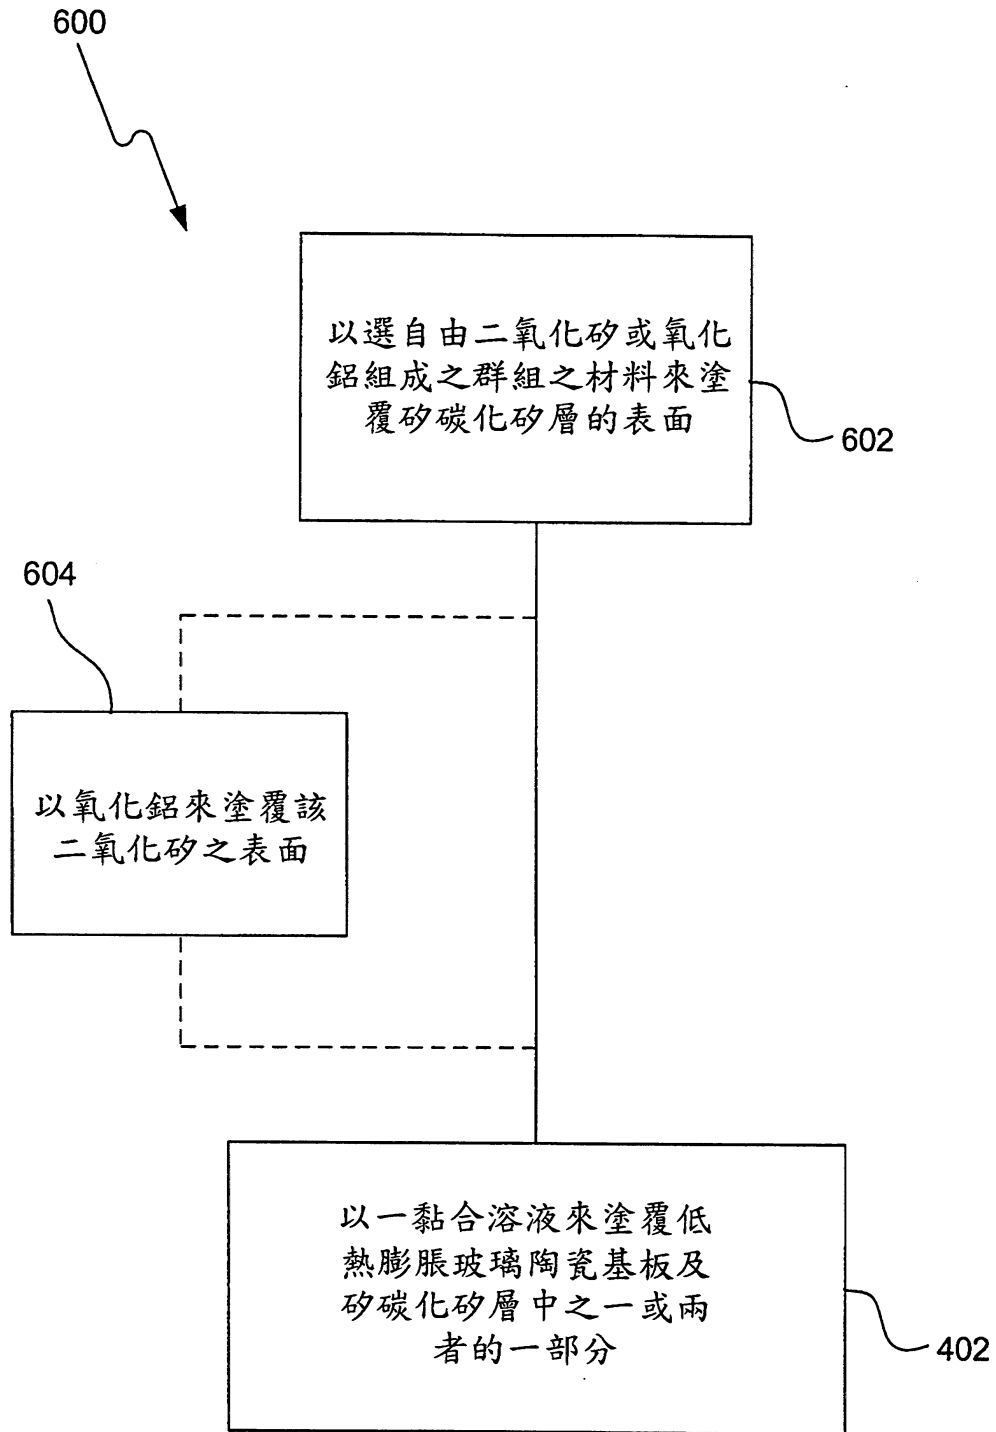 600
以選自由二氧化矽或氧化
鋁組成之群組之材料來塗
覆矽碳化矽層的表面
602
604
以氧化鋁來塗覆該
二氧化矽之表面
以一黏合溶液來塗覆低
熱膨脹玻璃陶瓷基板及
矽碳化矽層中之一或兩
者的一部分
402